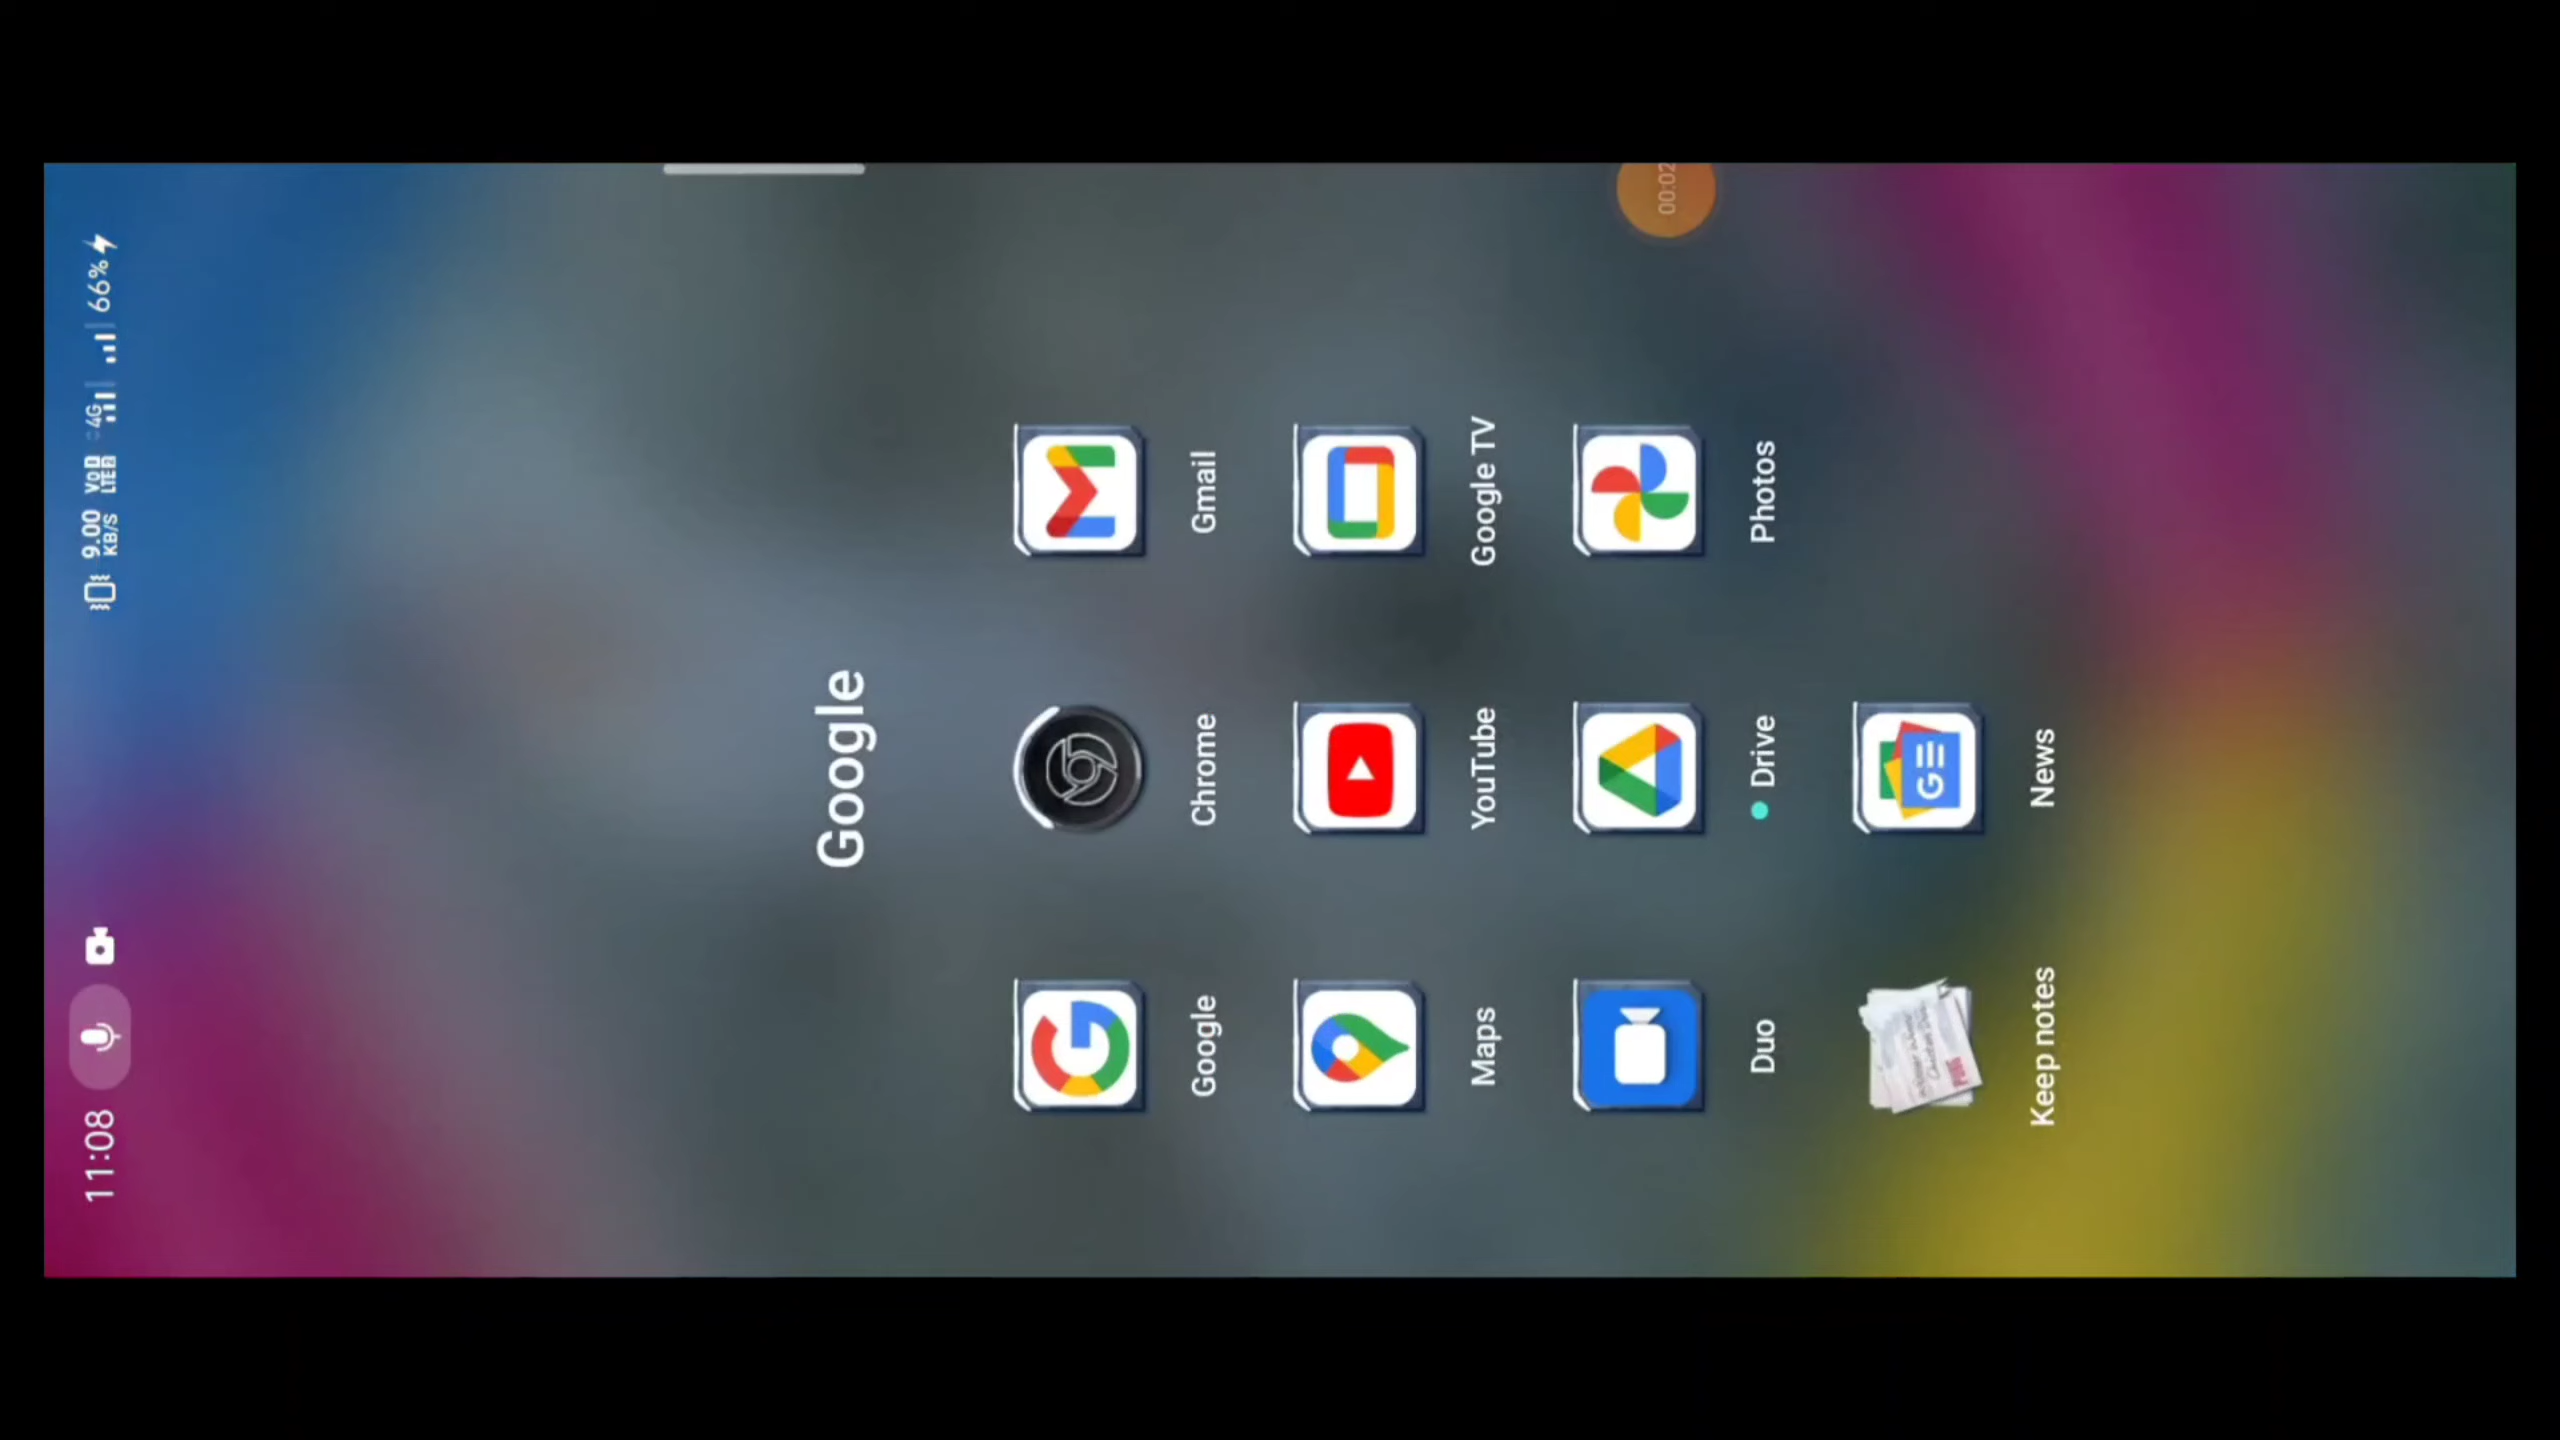 11:08
9.00 KB/S VoD LTE2 4G 66%
Google
Google Chrome Gmail
Maps YouTube Google TV
Duo Drive Photos
00:02
Keep notes News